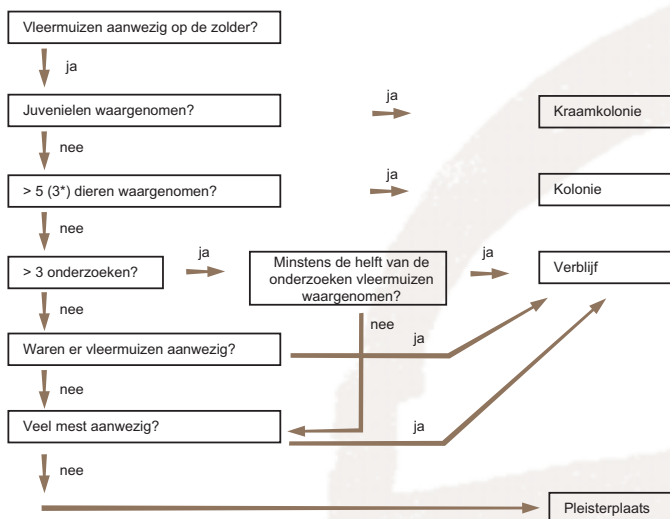 Vleermuizen aanwezig op de zolder?
ja
Juvenielen waargenomen?
ja
Kraamkolonie
nee
> 5 (3*) dieren waargenomen?
ja
Kolonie
nee
> 3 onderzoeken?
ja
Minstens de helft van de
onderzoeken vleermuizen
waargenomen?
ja
Verblijf
nee
nee
Waren er vleermuizen aanwezig?
ja
nee
Veel mest aanwezig?
ja
nee
Pleisterplaats